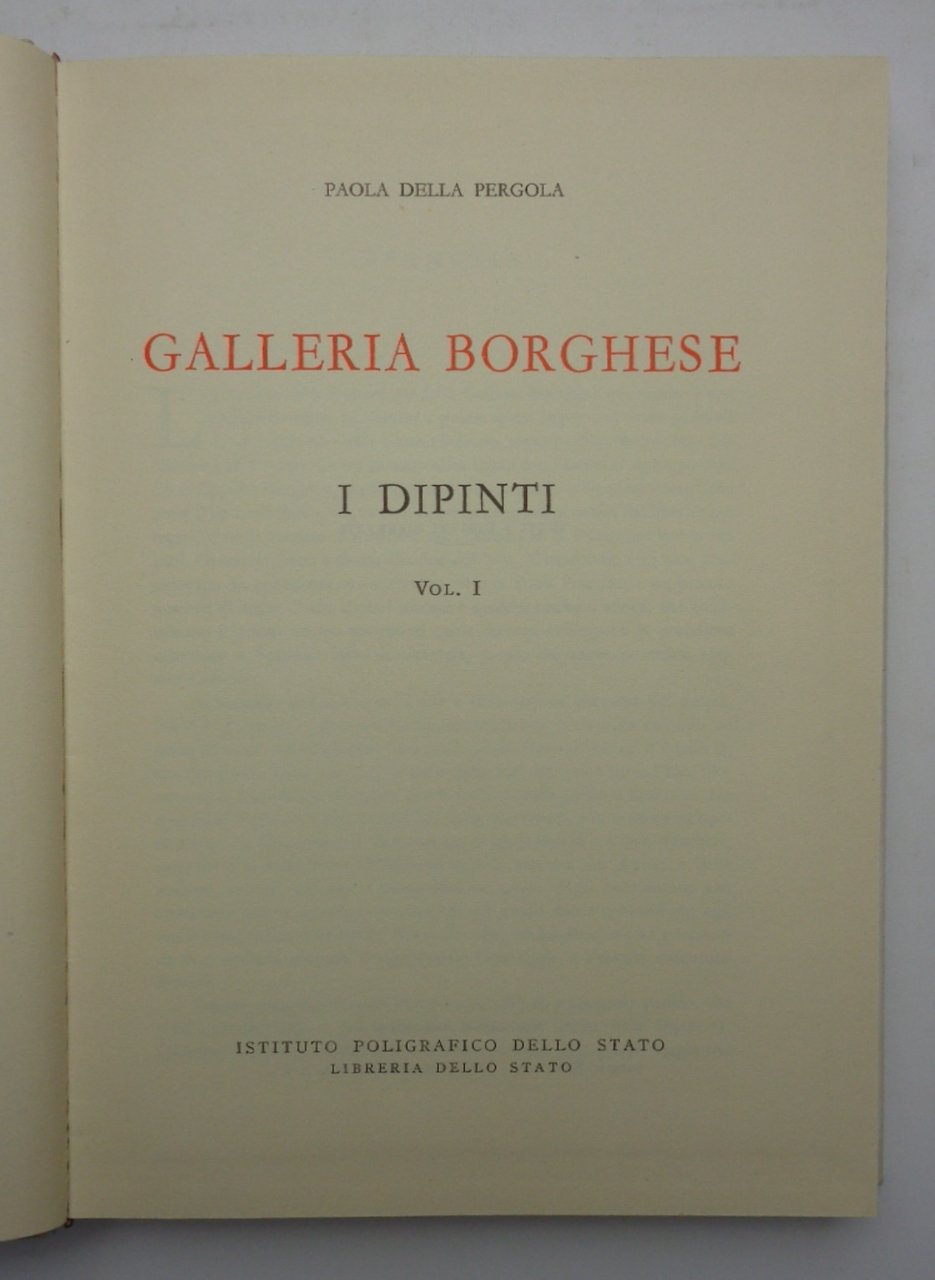 PAOLA DELLA PERGOLA
GALLERIA BORGHESE
I DIPINTI
VOL. I
ISTITUTO POLIGRAFICO DELLO STATO
LIBRERIA DELLO STATO